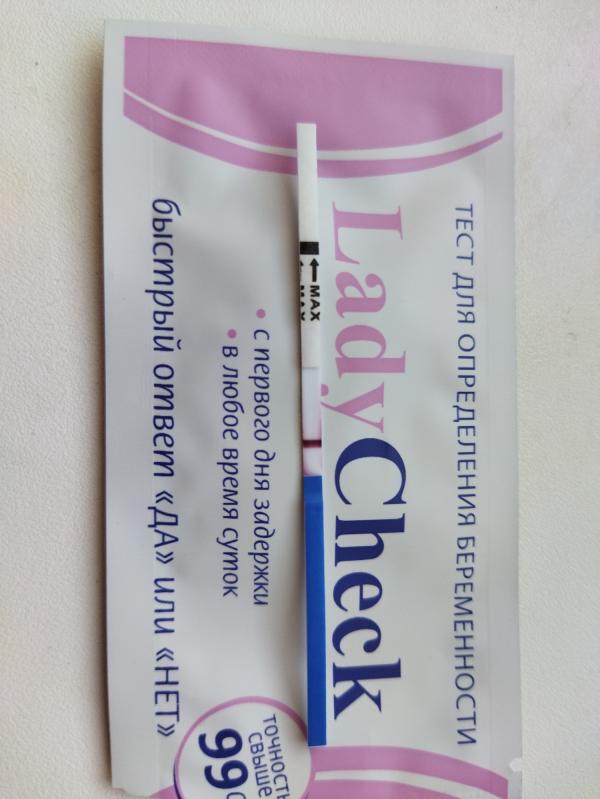 ТЕСТ ДЛЯ ОПРЕДЕЛЕНИЯ БЕРЕМЕННОСТИ
LadyCheck
MAX
MAX
• с первого дня задержки
• в любое время суток
быстрый ответ «ДА» или «НЕТ»
ТОЧНОСТЬ
СВЫШЕ
99%